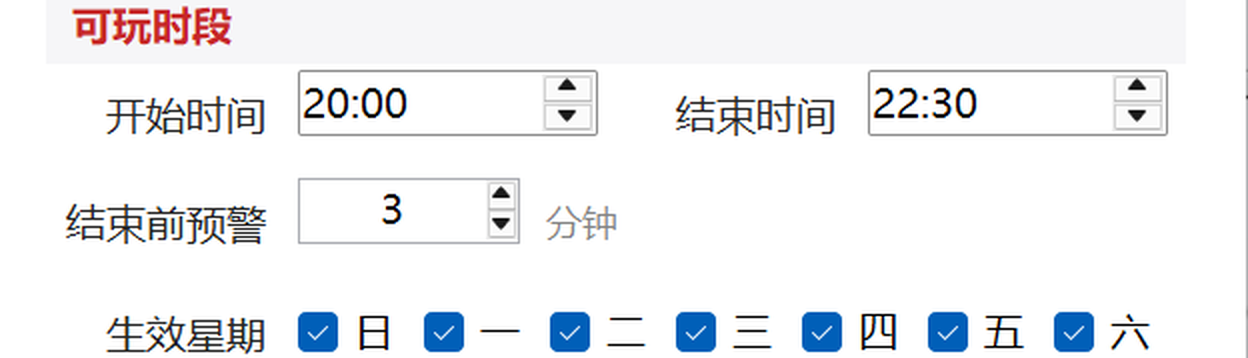 可玩时段
开始时间 20:00 结束时间 22:30
结束前预警 3 分钟
生效星期 日 一 二 三 四 五 六